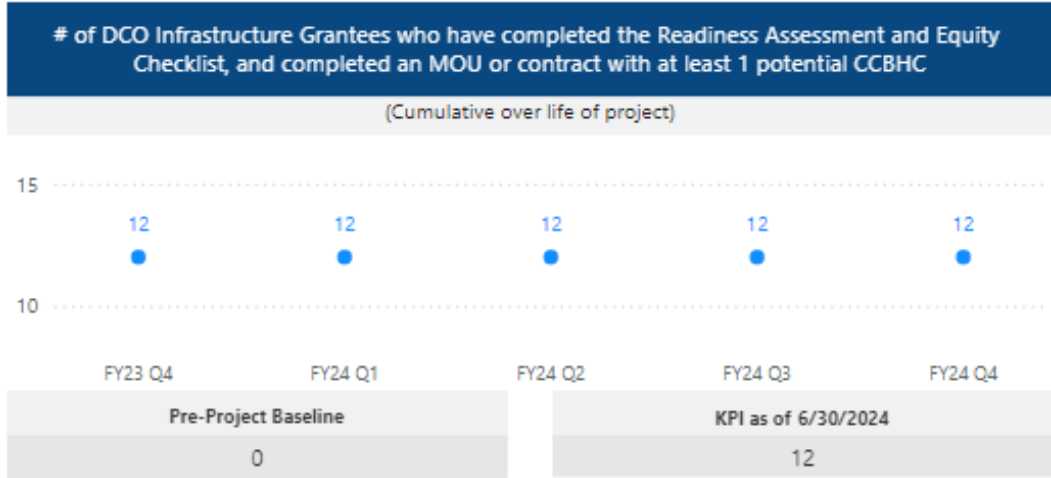 # of DCO Infrastructure Grantees who have completed the Readiness Assessment and Equity
Checklist, and completed an MOU or contract with at least 1 potential CCBHC
(Cumulative over life of project)
15
12 12 12 12 12
10
FY23 Q4 FY24 Q1 FY24 Q2 FY24 Q3 FY24 Q4
Pre-Project Baseline KPI as of 6/30/2024
0 12